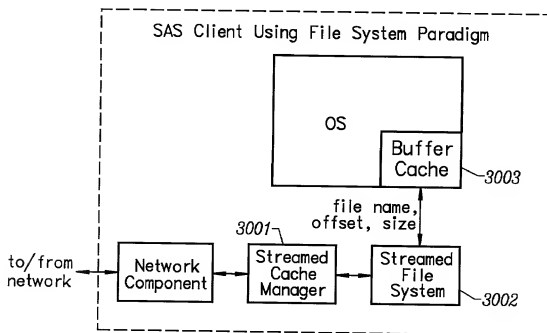 SAS Client Using File System Paradigm
OS
Buffer
Cache
3003
file name,
offset, size
3001
to/from
network
Network
Component
Streamed
Cache
Manager
Streamed
File
System
3002